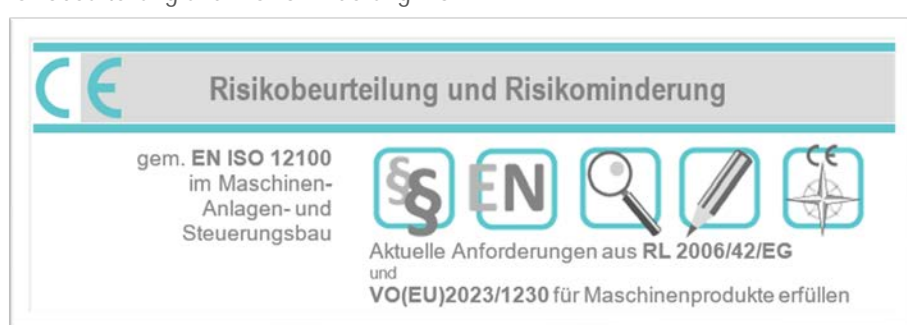 CE
Risikobeurteilung und Risikominderung
gem. EN ISO 12100
im Maschinen-
Anlagen- und
Steuerungsbau
§§
EN
CE
Aktuelle Anforderungen aus RL 2006/42/EG
und
VO(EU)2023/1230 für Maschinenprodukte erfüllen